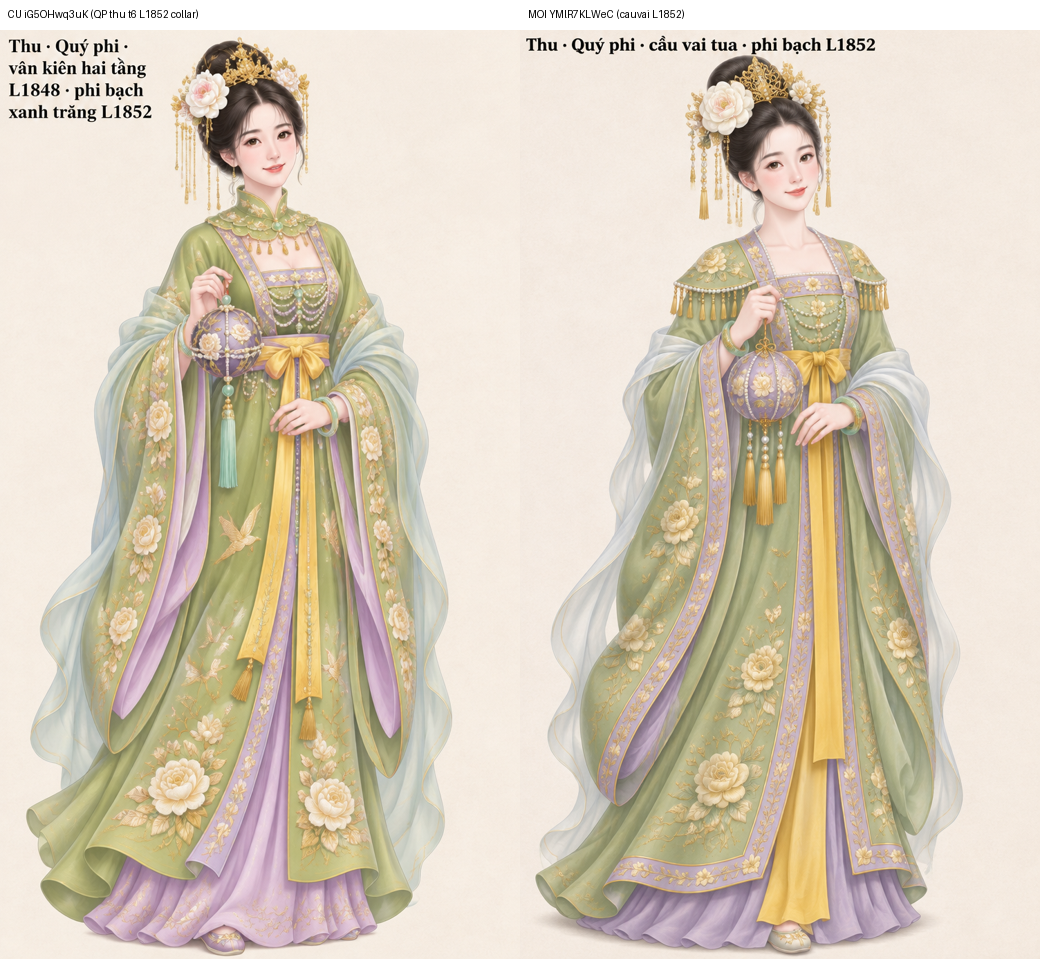 CU iG5OHwq3uK (QP thu t6 L1852 collar)
MOI YMIR7KLWeC (cauvai L1852)
Thu · Quý phi ·
vân kiên hai tầng
L1848 · phi bạch
xanh trăng L1852
Thu · Quý phi · cầu vai tua · phi bạch L1852